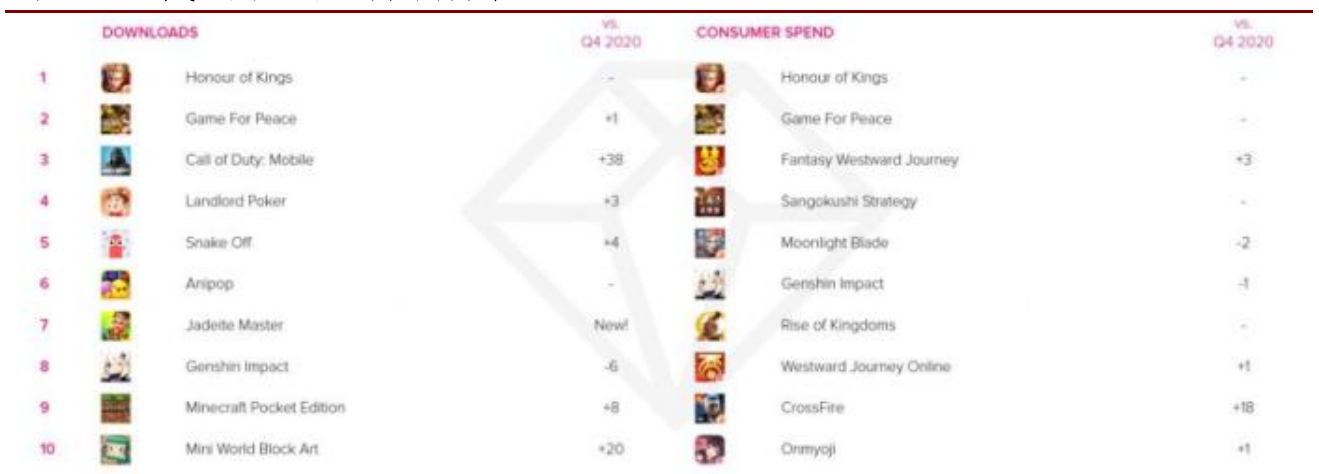 DOWNLOADS VS. Q4 2020 CONSUMER SPEND VS. Q4 2020
1 Honour of Kings - Honour of Kings -
2 Game For Peace +1 Game For Peace -
3 Call of Duty: Mobile +38 Fantasy Westward Journey +3
4 Landlord Poker +3 Sangokushi Strategy -
5 Snake Off +4 Moonlight Blade -2
6 Anipop - Genshin Impact -1
7 Jadeite Master New! Rise of Kingdoms -
8 Genshin Impact -6 Westward Journey Online +1
9 Minecraft Pocket Edition +8 CrossFire +18
10 Mini World Block Art +20 Onmyoji +1